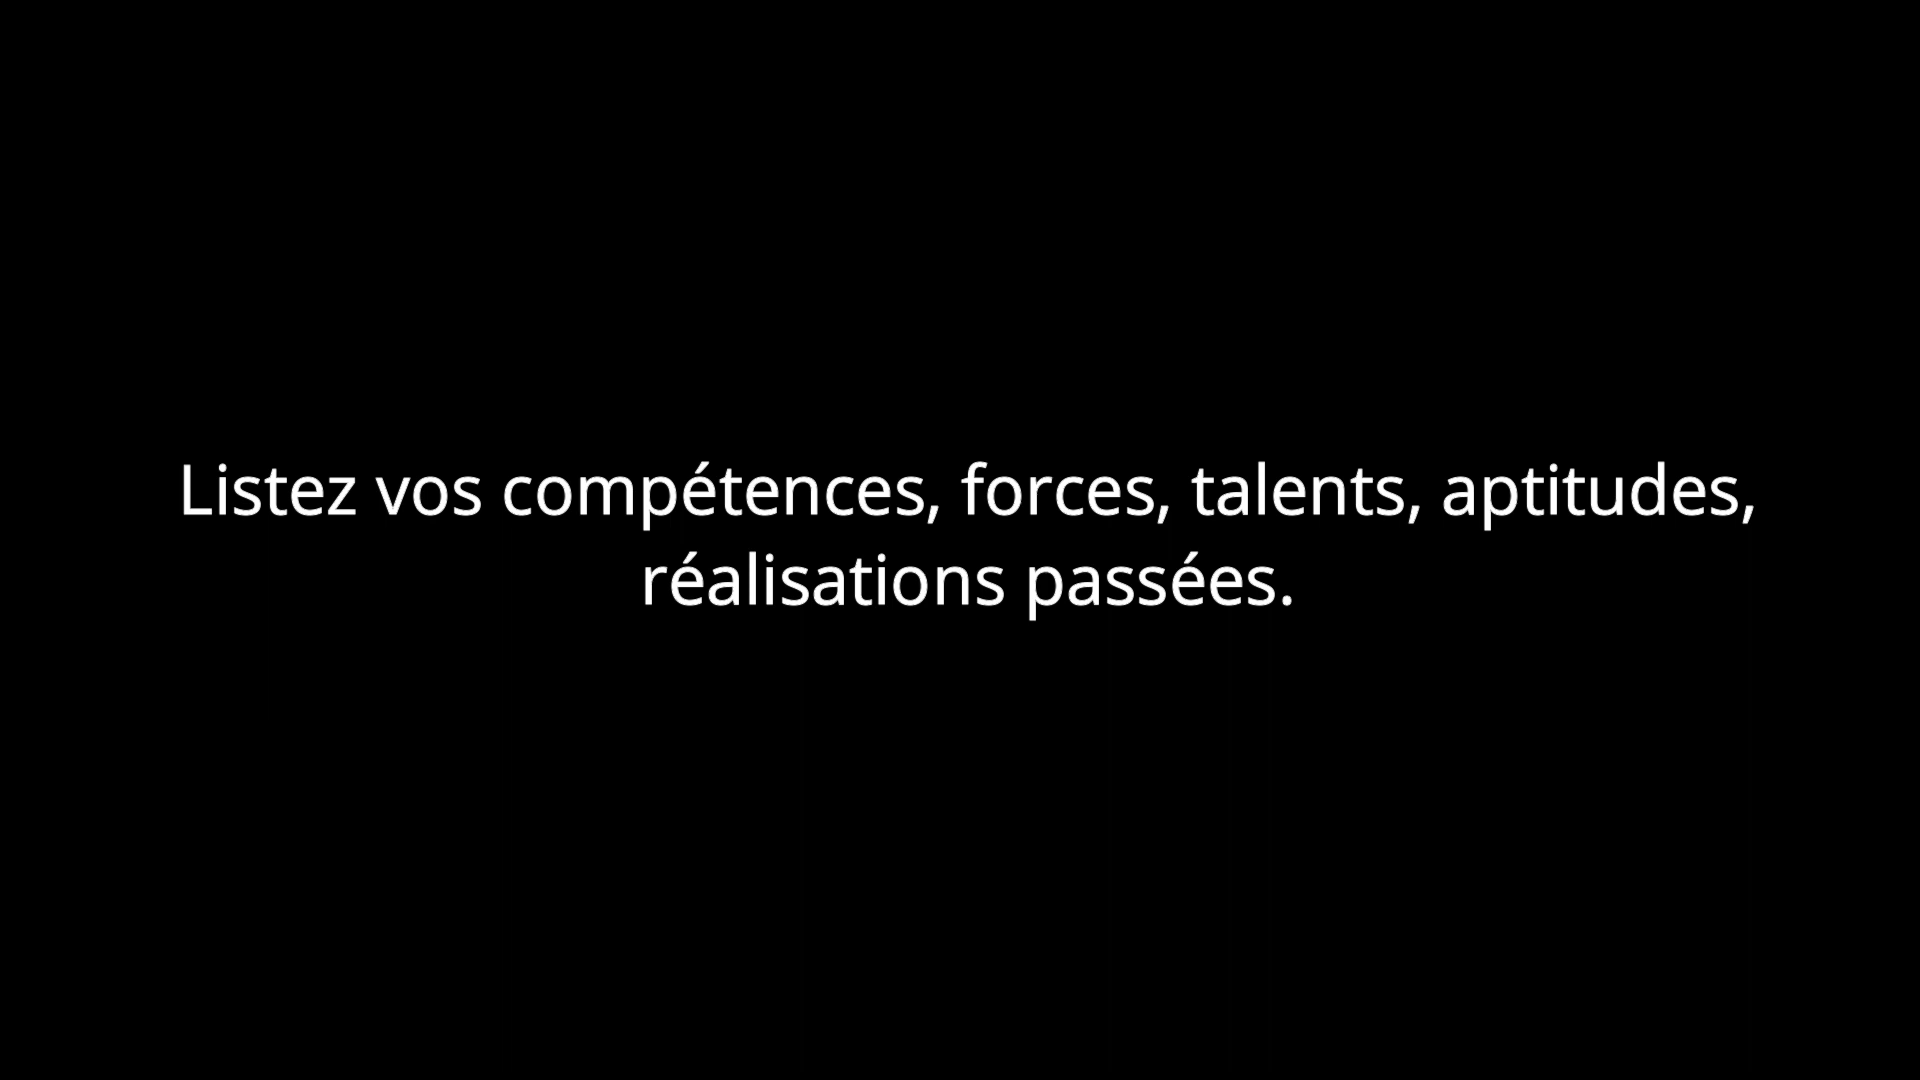 Listez vos compétences, forces, talents, aptitudes,
réalisations passées.